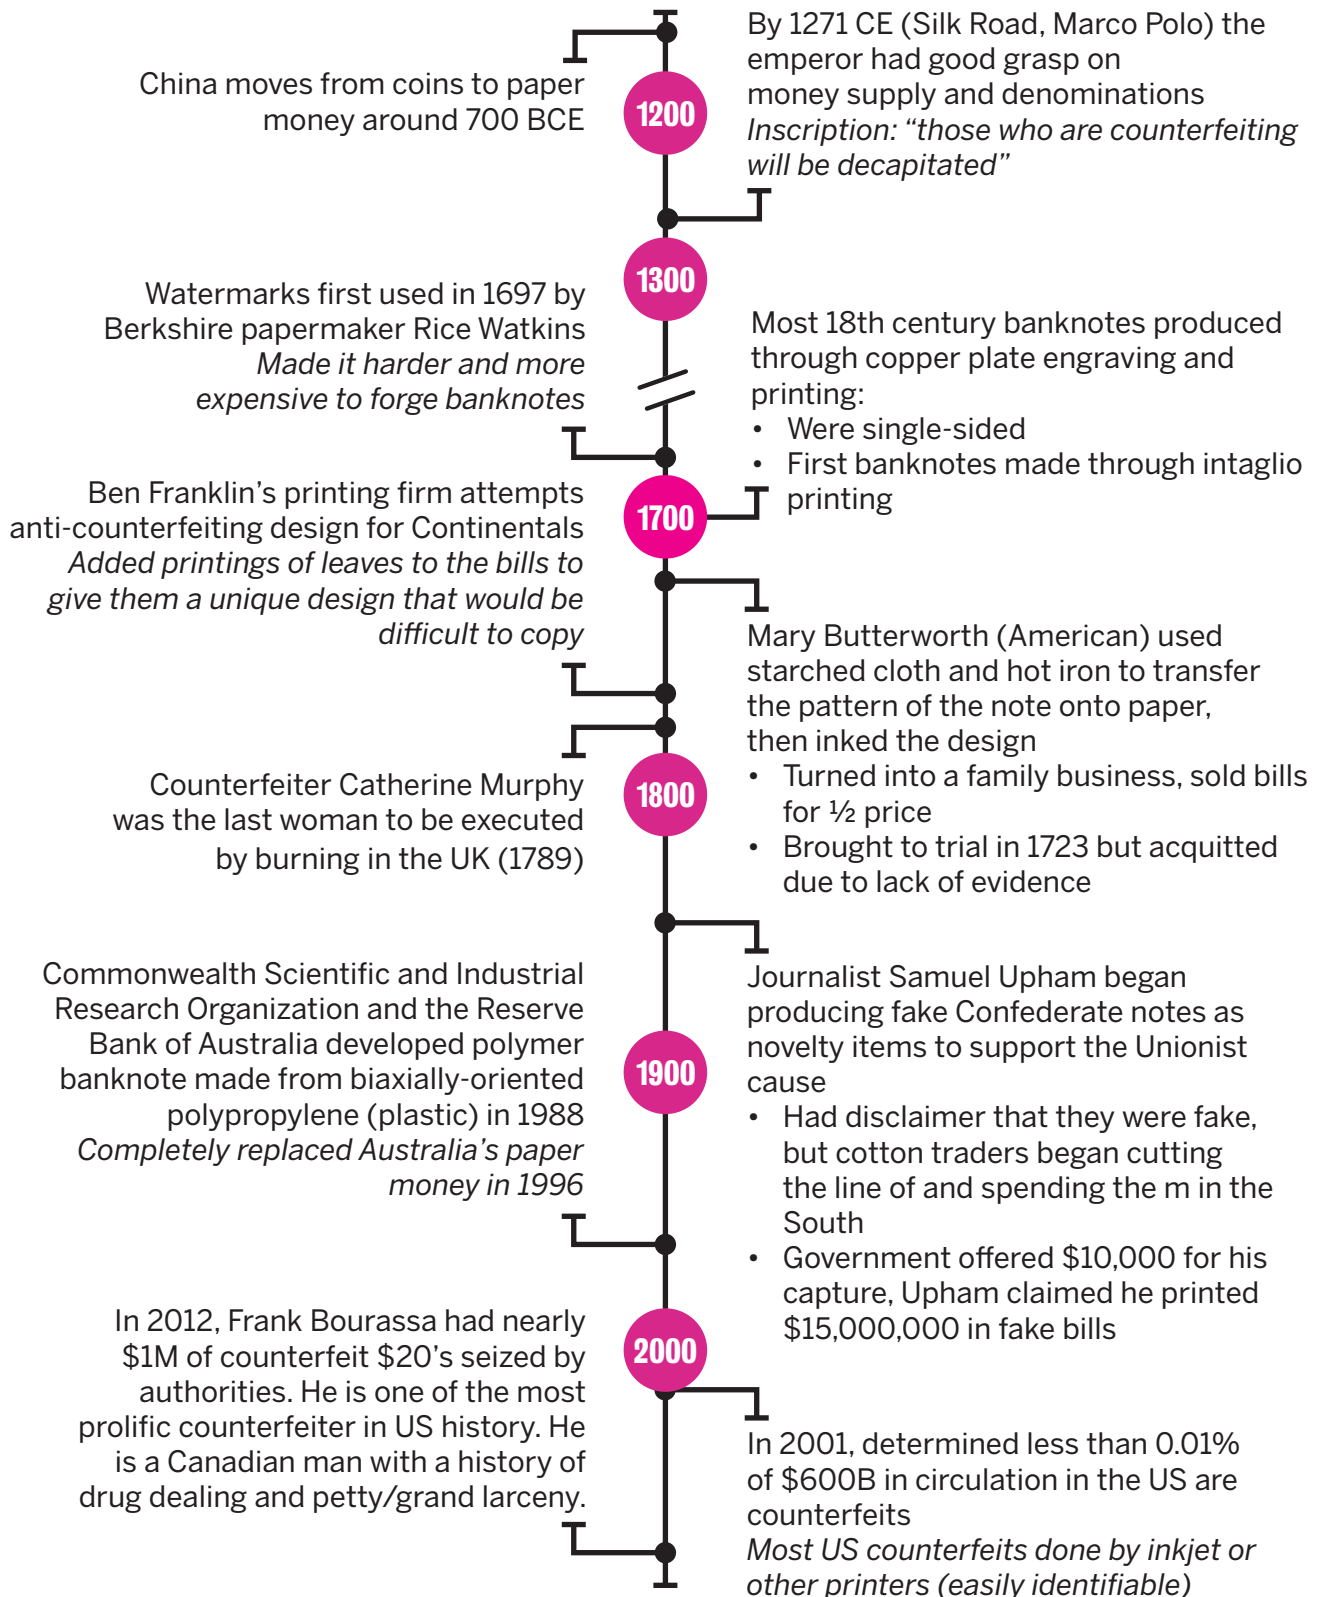 China moves from coins to paper
money around 700 BCE
1200
By 1271 CE (Silk Road, Marco Polo) the
emperor had good grasp on
money supply and denominations
Inscription: “those who are counterfeiting
will be decapitated”
1300
Watermarks first used in 1697 by
Berkshire papermaker Rice Watkins
Made it harder and more
expensive to forge banknotes
Most 18th century banknotes produced
through copper plate engraving and
printing:
• Were single-sided
• First banknotes made through intaglio
printing
1700
Ben Franklin’s printing firm attempts
anti-counterfeiting design for Continentals
Added printings of leaves to the bills to
give them a unique design that would be
difficult to copy
Mary Butterworth (American) used
starched cloth and hot iron to transfer
the pattern of the note onto paper,
then inked the design
• Turned into a family business, sold bills
for ½ price
• Brought to trial in 1723 but acquitted
due to lack of evidence
Counterfeiter Catherine Murphy
was the last woman to be executed
by burning in the UK (1789)
1800
Journalist Samuel Upham began
producing fake Confederate notes as
novelty items to support the Unionist
cause
• Had disclaimer that they were fake,
but cotton traders began cutting
the line of and spending the m in the
South
• Government offered $10,000 for his
capture, Upham claimed he printed
$15,000,000 in fake bills
1900
Commonwealth Scientific and Industrial
Research Organization and the Reserve
Bank of Australia developed polymer
banknote made from biaxially-oriented
polypropylene (plastic) in 1988
Completely replaced Australia’s paper
money in 1996
2000
In 2012, Frank Bourassa had nearly
$1M of counterfeit $20’s seized by
authorities. He is one of the most
prolific counterfeiter in US history. He
is a Canadian man with a history of
drug dealing and petty/grand larceny.
In 2001, determined less than 0.01%
of $600B in circulation in the US are
counterfeits
Most US counterfeits done by inkjet or
other printers (easily identifiable)